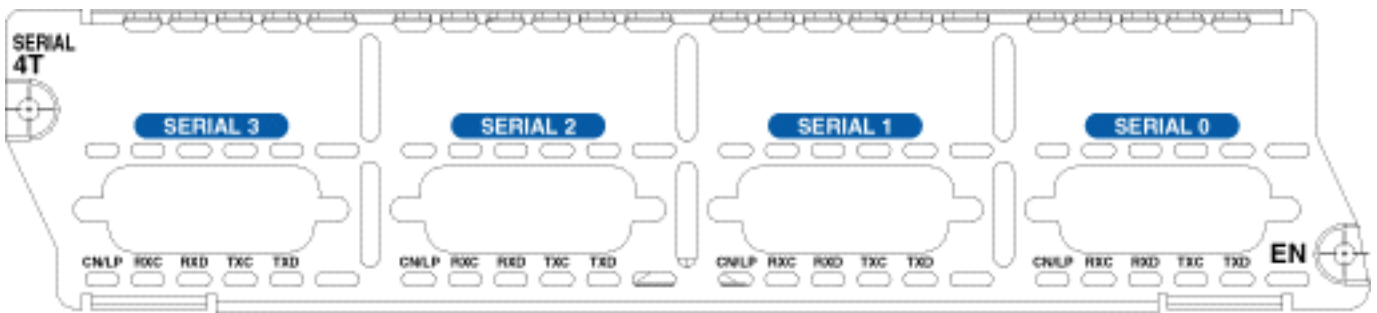 SERIAL
4T
SERIAL 3 SERIAL 2 SERIAL 1 SERIAL 0
CN/LP RXC RXD TXC TXD CN/LP RXC RXD TXC TXD CN/LP RXC RXD TXC TXD CN/LP RXC RXD TXC TXD EN